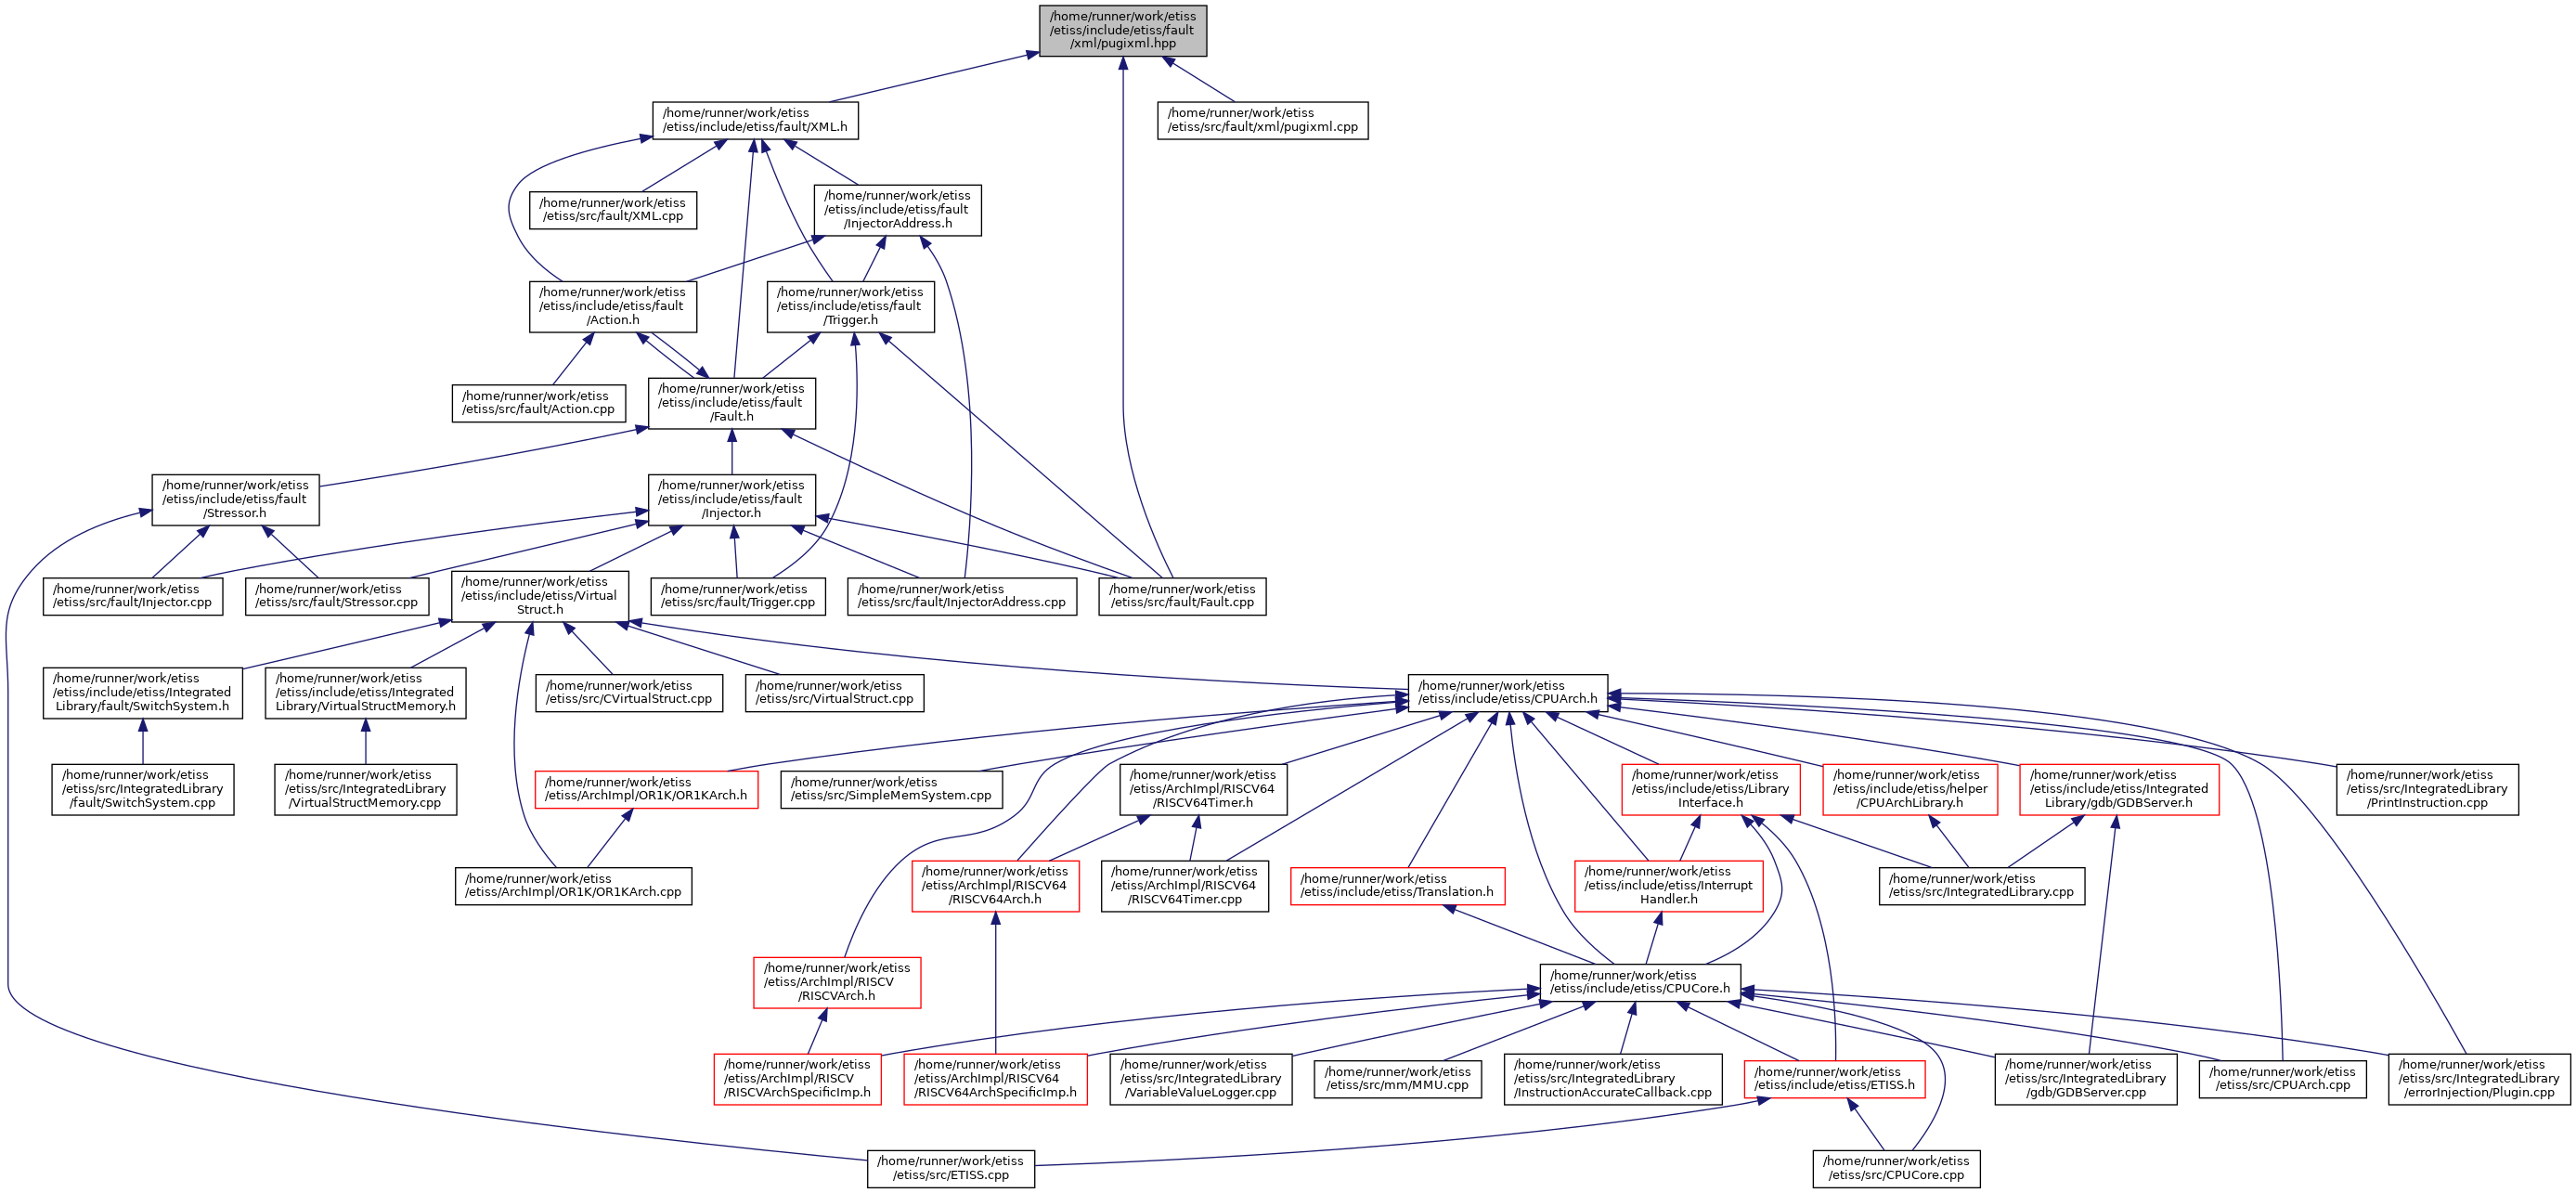 /home/runner/work/etiss
/etiss/include/etiss/fault
/xml/pugixml.hpp
/home/runner/work/etiss
/etiss/include/etiss/fault/XML.h
/home/runner/work/etiss
/etiss/src/fault/xml/pugixml.cpp
/home/runner/work/etiss
/etiss/src/fault/XML.cpp
/home/runner/work/etiss
/etiss/include/etiss/fault
/InjectorAddress.h
/home/runner/work/etiss
/etiss/include/etiss/fault
/Action.h
/home/runner/work/etiss
/etiss/include/etiss/fault
/Trigger.h
/home/runner/work/etiss
/etiss/src/fault/Action.cpp
/home/runner/work/etiss
/etiss/include/etiss/fault
/Fault.h
/home/runner/work/etiss
/etiss/include/etiss/fault
/Stressor.h
/home/runner/work/etiss
/etiss/include/etiss/fault
/Injector.h
/home/runner/work/etiss
/etiss/src/fault/Injector.cpp
/home/runner/work/etiss
/etiss/src/fault/Stressor.cpp
/home/runner/work/etiss
/etiss/include/etiss/Virtual
Struct.h
/home/runner/work/etiss
/etiss/src/fault/Trigger.cpp
/home/runner/work/etiss
/etiss/src/fault/InjectorAddress.cpp
/home/runner/work/etiss
/etiss/src/fault/Fault.cpp
/home/runner/work/etiss
/etiss/include/etiss/Integrated
Library/fault/SwitchSystem.h
/home/runner/work/etiss
/etiss/include/etiss/Integrated
Library/VirtualStructMemory.h
/home/runner/work/etiss
/etiss/src/CVirtualStruct.cpp
/home/runner/work/etiss
/etiss/src/VirtualStruct.cpp
/home/runner/work/etiss
/etiss/include/etiss/CPUArch.h
/home/runner/work/etiss
/etiss/src/IntegratedLibrary
/fault/SwitchSystem.cpp
/home/runner/work/etiss
/etiss/src/IntegratedLibrary
/VirtualStructMemory.cpp
/home/runner/work/etiss
/etiss/ArchImpl/OR1K/OR1KArch.h
/home/runner/work/etiss
/etiss/src/SimpleMemSystem.cpp
/home/runner/work/etiss
/etiss/ArchImpl/RISCV64
/RISCV64Timer.h
/home/runner/work/etiss
/etiss/include/etiss/Library
Interface.h
/home/runner/work/etiss
/etiss/include/etiss/helper
/CPUArchLibrary.h
/home/runner/work/etiss
/etiss/include/etiss/Integrated
Library/gdb/GDBServer.h
/home/runner/work/etiss
/etiss/src/IntegratedLibrary
/PrintInstruction.cpp
/home/runner/work/etiss
/etiss/ArchImpl/OR1K/OR1KArch.cpp
/home/runner/work/etiss
/etiss/ArchImpl/RISCV64
/RISCV64Arch.h
/home/runner/work/etiss
/etiss/ArchImpl/RISCV64
/RISCV64Timer.cpp
/home/runner/work/etiss
/etiss/include/etiss/Translation.h
/home/runner/work/etiss
/etiss/include/etiss/Interrupt
Handler.h
/home/runner/work/etiss
/etiss/src/IntegratedLibrary.cpp
/home/runner/work/etiss
/etiss/ArchImpl/RISCV
/RISCVArch.h
/home/runner/work/etiss
/etiss/include/etiss/CPUCore.h
/home/runner/work/etiss
/etiss/ArchImpl/RISCV
/RISCVArchSpecificImp.h
/home/runner/work/etiss
/etiss/ArchImpl/RISCV64
/RISCV64ArchSpecificImp.h
/home/runner/work/etiss
/etiss/src/IntegratedLibrary
/VariableValueLogger.cpp
/home/runner/work/etiss
/etiss/src/mm/MMU.cpp
/home/runner/work/etiss
/etiss/src/IntegratedLibrary
/InstructionAccurateCallback.cpp
/home/runner/work/etiss
/etiss/include/etiss/ETISS.h
/home/runner/work/etiss
/etiss/src/IntegratedLibrary
/gdb/GDBServer.cpp
/home/runner/work/etiss
/etiss/src/CPUArch.cpp
/home/runner/work/etiss
/etiss/src/IntegratedLibrary
/errorInjection/Plugin.cpp
/home/runner/work/etiss
/etiss/src/ETISS.cpp
/home/runner/work/etiss
/etiss/src/CPUCore.cpp